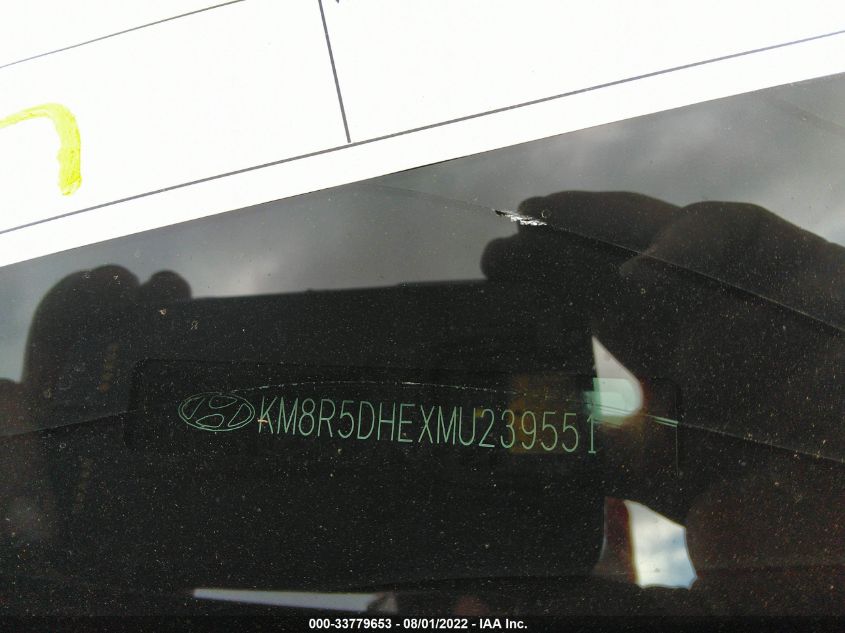 KM8R5DHEXMU239551
000-33779653 - 08/01/2022 - IAA Inc.